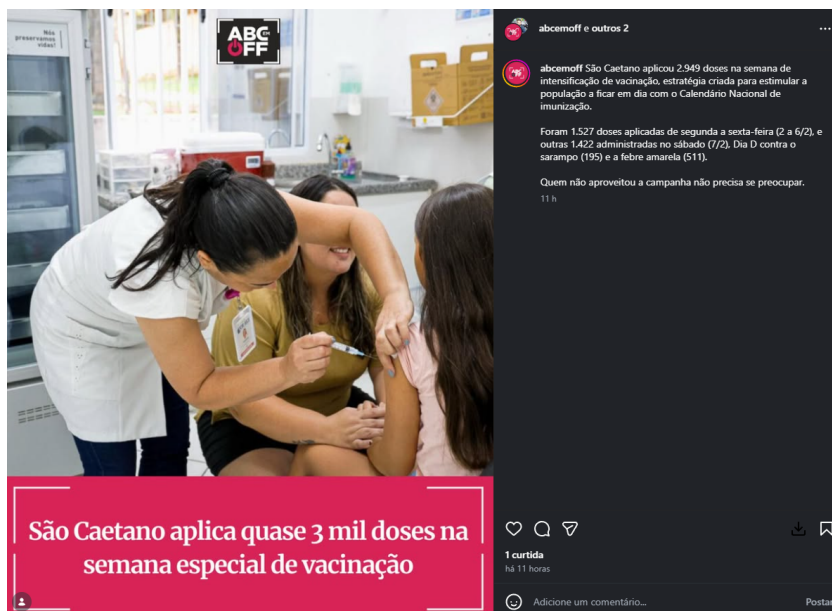 Nós
preservamos
vidas!
ABC
EM
OFF
São Caetano aplica quase 3 mil doses na
semana especial de vacinação
abcemoff e outros 2
abcemoff São Caetano aplicou 2.949 doses na semana de
intensificação de vacinação, estratégia criada para estimular a
população a ficar em dia com o Calendário Nacional de
imunização.
Foram 1.527 doses aplicadas de segunda a sexta-feira (2 a 6/2), e
outras 1.422 administradas no sábado (7/2), Dia D contra o
sarampo (195) e a febre amarela (511).
Quem não aproveitou a campanha não precisa se preocupar.
11 h
1 curtida
há 11 horas
Adicione um comentário...
Postar